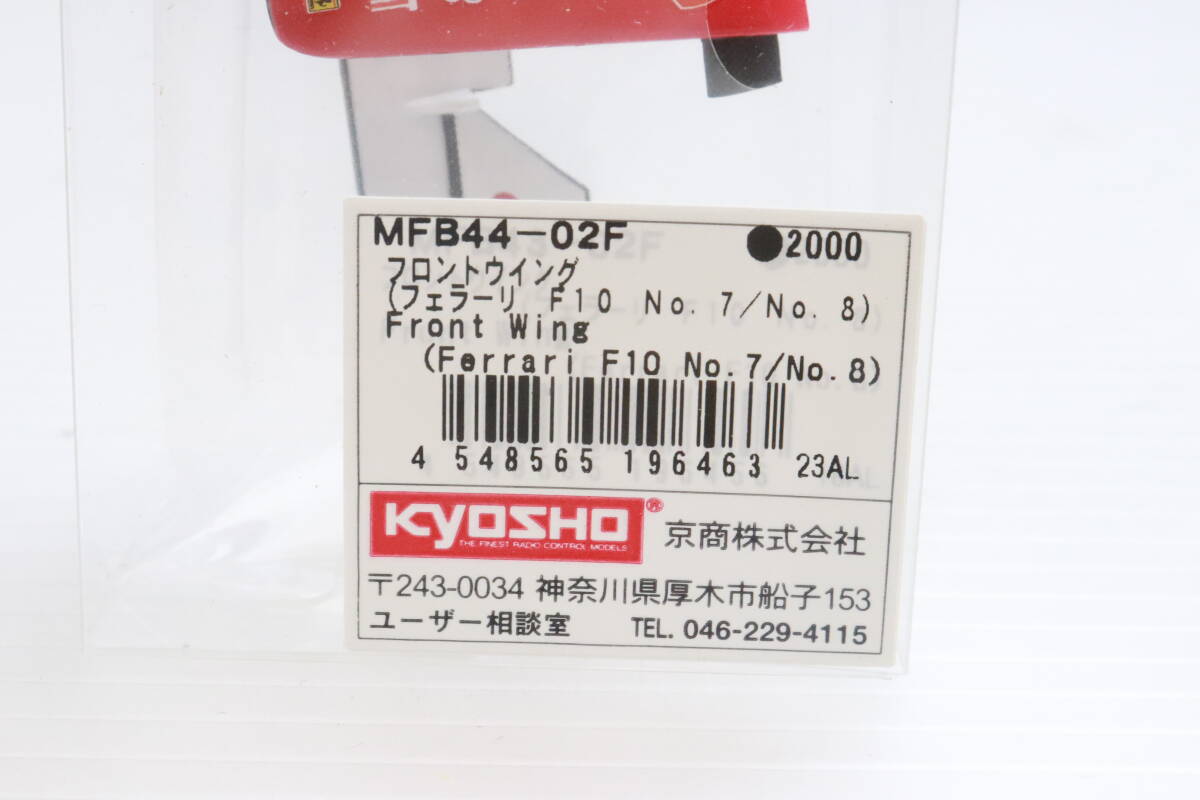 MFB44-02F ●2000
フロントウイング
(フェラーリ F10 No.7/No.8)
Front Wing
(Ferrari F10 No.7/No.8)
4 548565 196463 23AL
KYOSHO®
THE FINEST RADIO CONTROL MODELS
京商株式会社
〒243-0034 神奈川県厚木市船子153
ユーザー相談室 TEL. 046-229-4115